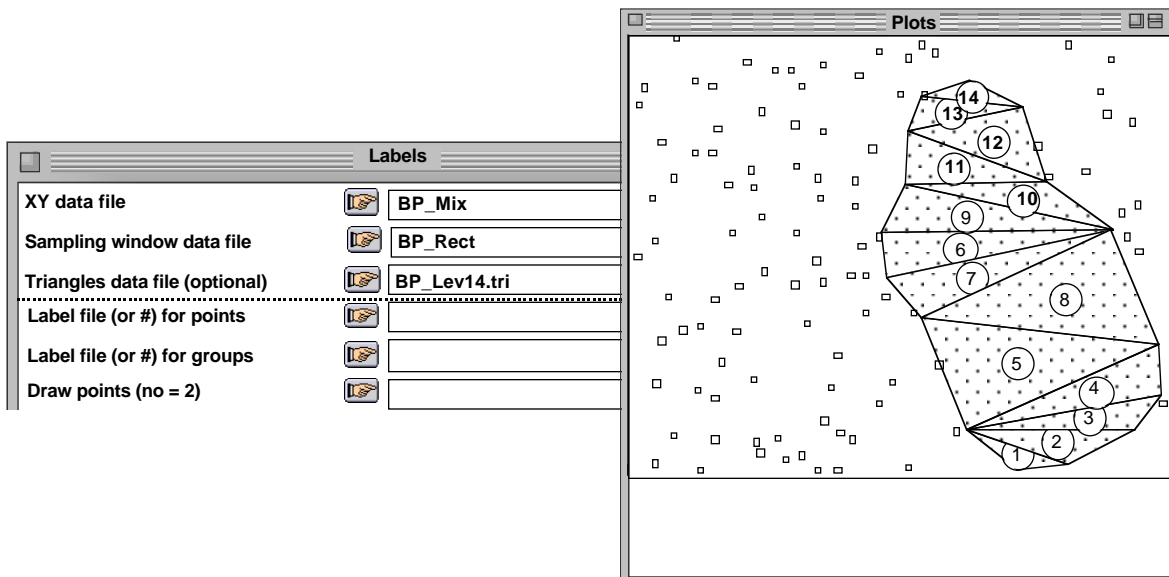 Labels
XY data file BP_Mix
Sampling window data file BP_Rect
Triangles data file (optional) BP_Lev14.tri
Label file (or #) for points
Label file (or #) for groups
Draw points (no = 2)
Plots
14
13
12
11
10
9
6
7
8
5
4
3
2
1